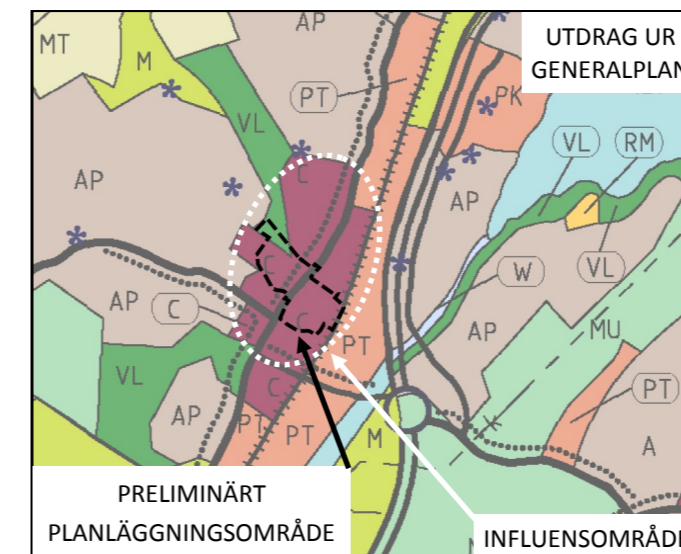 AP
UTDRAG UR
GENERALPLAN
MT
M
PT
PK
VL
C
VL
RM
AP
AP
C
W
VL
AP
C
C
PT
AP
MU
VL
C
PT
AP
PT
PT
M
A
PRELIMINÄRT
PLANLÄGGNINGSOMRÅDE
INFLUENSOMRÅDE